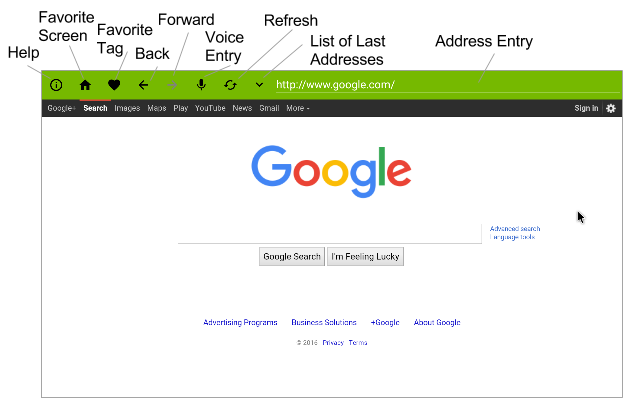 Help
Favorite
Screen
Favorite
Tag
Back
Forward
Voice
Entry
Refresh
List of Last
Addresses
Address Entry
http://www.google.com/
Google+ Search Images Maps Play YouTube News Gmail More Sign in
Google
Advanced search
Language tools
Google Search I'm Feeling Lucky
Advertising Programs Business Solutions +Google About Google
© 2016 Privacy Terms